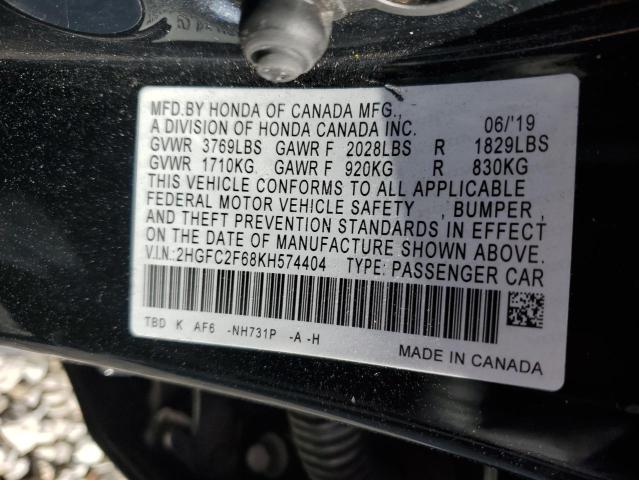 MFD.BY HONDA OF CANADA MFG.,
A DIVISION OF HONDA CANADA INC. 06/'19
GVWR 3769LBS GAWR F 2028LBS R 1829LBS
GVWR 1710KG GAWR F 920KG R 830KG
THIS VEHICLE CONFORMS TO ALL APPLICABLE
FEDERAL MOTOR VEHICLE SAFETY , BUMPER ,
AND THEFT PREVENTION STANDARDS IN EFFECT
ON THE DATE OF MANUFACTURE SHOWN ABOVE.
V.I.N.:2HGFC2F68KH574404 TYPE: PASSENGER CAR
TBD K AF6 -NH731P -A -H
MADE IN CANADA